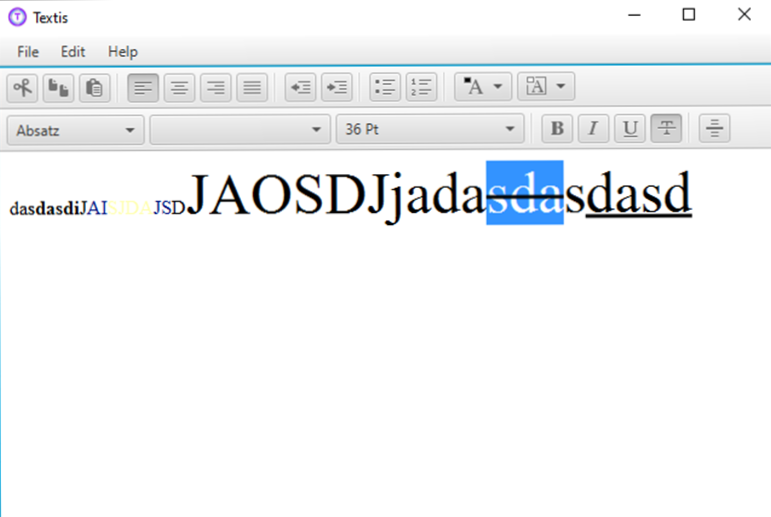 Textis
File Edit Help
Absatz 36 Pt B I U T
dasdasdiJAISJDAJSDJAOSDJjadasdasdasd